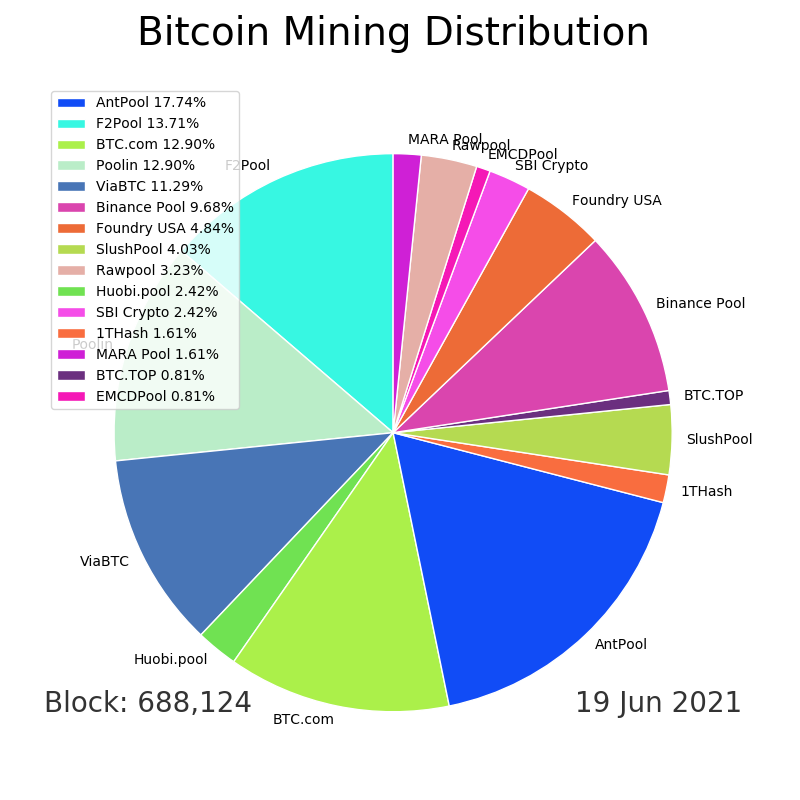 Bitcoin Mining Distribution
AntPool 17.74%
F2Pool 13.71%
BTC.com 12.90%
Poolin 12.90%
ViaBTC 11.29%
Binance Pool 9.68%
Foundry USA 4.84%
SlushPool 4.03%
Rawpool 3.23%
Huobi.pool 2.42%
SBI Crypto 2.42%
1THash 1.61%
MARA Pool 1.61%
BTC.TOP 0.81%
EMCDPool 0.81%
MARA Pool
Rawpool
EMCDPool
SBI Crypto
Foundry USA
Binance Pool
BTC.TOP
SlushPool
1THash
AntPool
BTC.com
Huobi.pool
ViaBTC
Poolin
F2Pool
Block: 688,124
19 Jun 2021